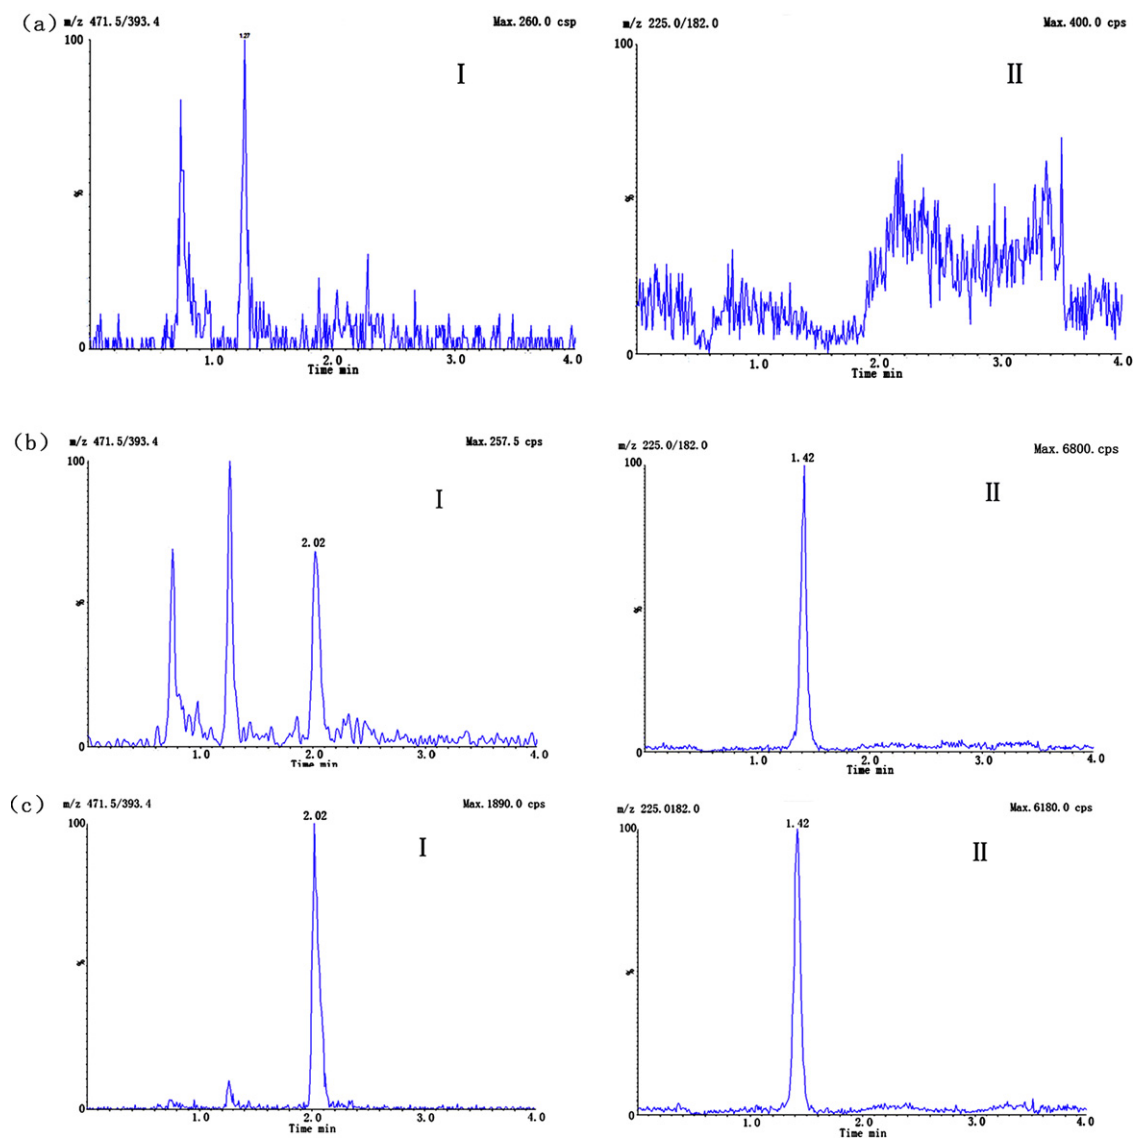 (a) m/z 471.5/393.4 Max.260.0 csp
100
1.27
I
%
0
1.0 2.0 3.0 4.0
Time min
m/z 225.0/182.0 Max.400.0 cps
100
II
%
0
1.0 2.0 3.0 4.0
Time min
(b) m/z 471.5/393.4 Max.257.5 cps
100
I
2.02
%
0
1.0 2.0 3.0 4.0
Time min
m/z 225.0/182.0 Max.6800.cps
100
1.42
II
%
0
1.0 2.0 3.0 4.0
Time min
(c) m/z 471.5/393.4 Max.1890.0 cps
100
2.02
I
%
0
1.0 2.0 3.0 4.0
Time min
m/z 225.0182.0 Max.6180.0 cps
100
1.42
II
%
0
1.0 2.0 3.0 4.0
Time min